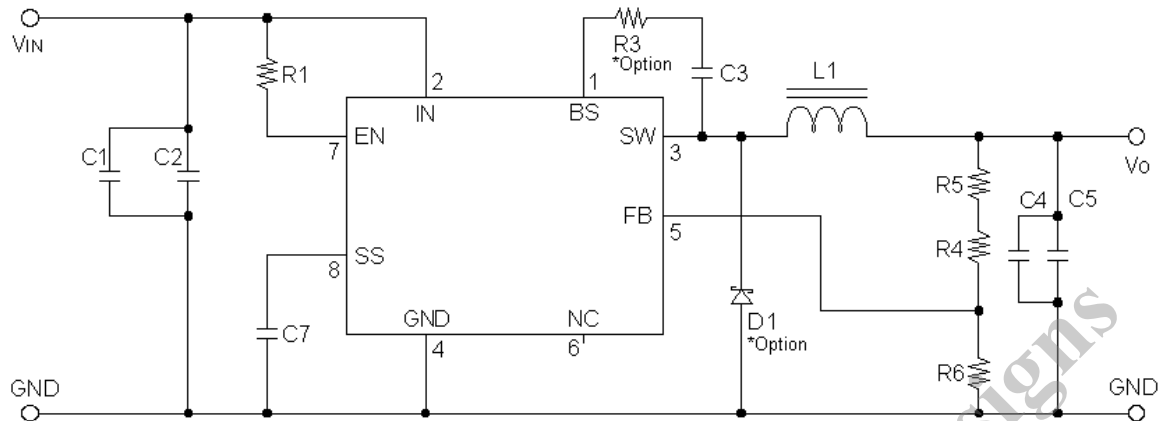 VIN
R1
2
IN
1
BS
R3
*Option
C3
L1
EN
7
SW
3
VO
C1
C2
FB
5
R5
R4
C4
C5
SS
8
C7
GND
4
NC
6
D1
*Option
R6
GND
GND
signs